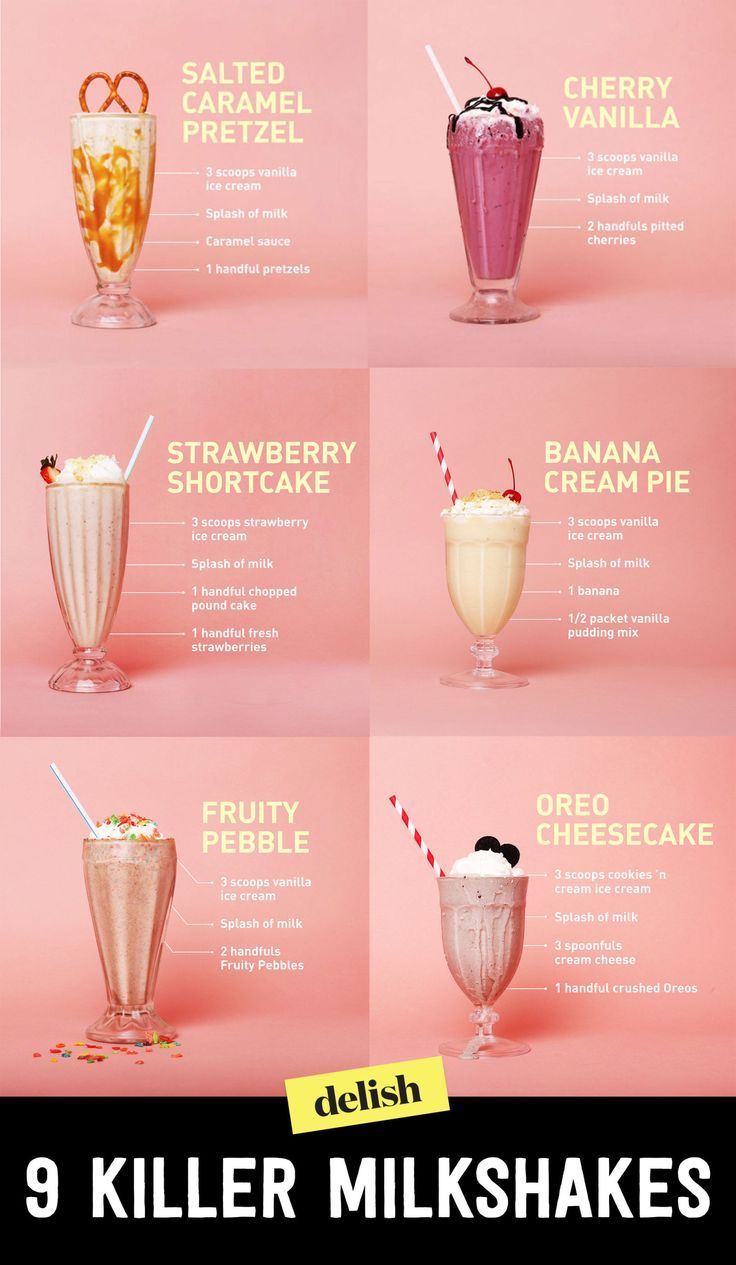 SALTED
CARAMEL
PRETZEL
3 scoops vanilla
ice cream
Splash of milk
Caramel sauce
1 handful pretzels
CHERRY
VANILLA
3 scoops vanilla
ice cream
Splash of milk
2 handfuls pitted
cherries
STRAWBERRY
SHORTCAKE
3 scoops strawberry
ice cream
Splash of milk
1 handful chopped
pound cake
1 handful fresh
strawberries
BANANA
CREAM PIE
3 scoops vanilla
ice cream
Splash of milk
1 banana
1/2 packet vanilla
pudding mix
FRUITY
PEBBLE
3 scoops vanilla
ice cream
Splash of milk
2 handfuls
Fruity Pebbles
OREO
CHEESECAKE
3 scoops cookies 'n
cream ice cream
Splash of milk
3 spoonfuls
cream cheese
1 handful crushed Oreos
delish
9 KILLER MILKSHAKES